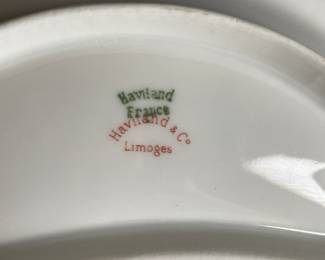 Haviland
France
Haviland & Co
Limoges